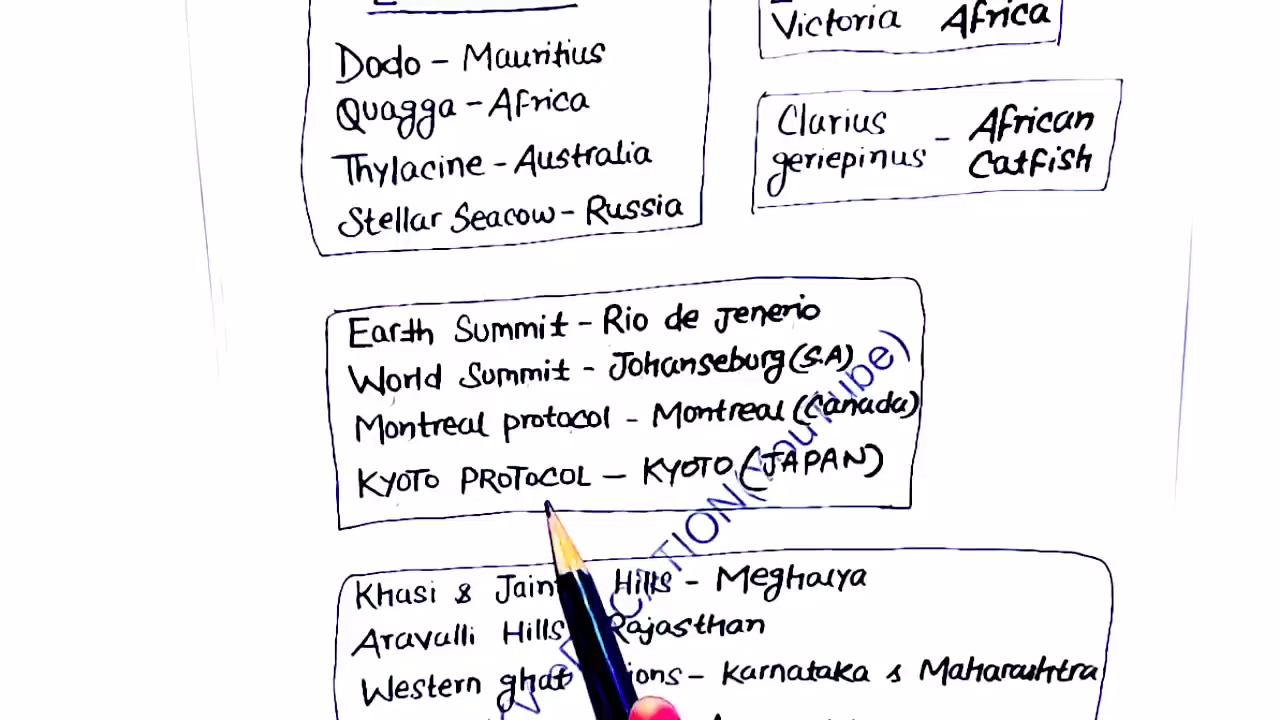 Dodo - Mauritius
Quagga - Africa
Thylacine - Australia
Stellar Seacow - Russia
Victoria Africa
Clarius geriepinus - African Catfish
Earth Summit - Rio de Jenerio
World Summit - Johanseburg (S.A)
Montreal protocol - Montreal (Canada)
KYOTO PROTOCOL - KYOTO (JAPAN)
Khasi & Hills - Meghalya
Aravalli Hills Rajasthan
Western ghat - Karnataka & Maharashtra
(YouTube)